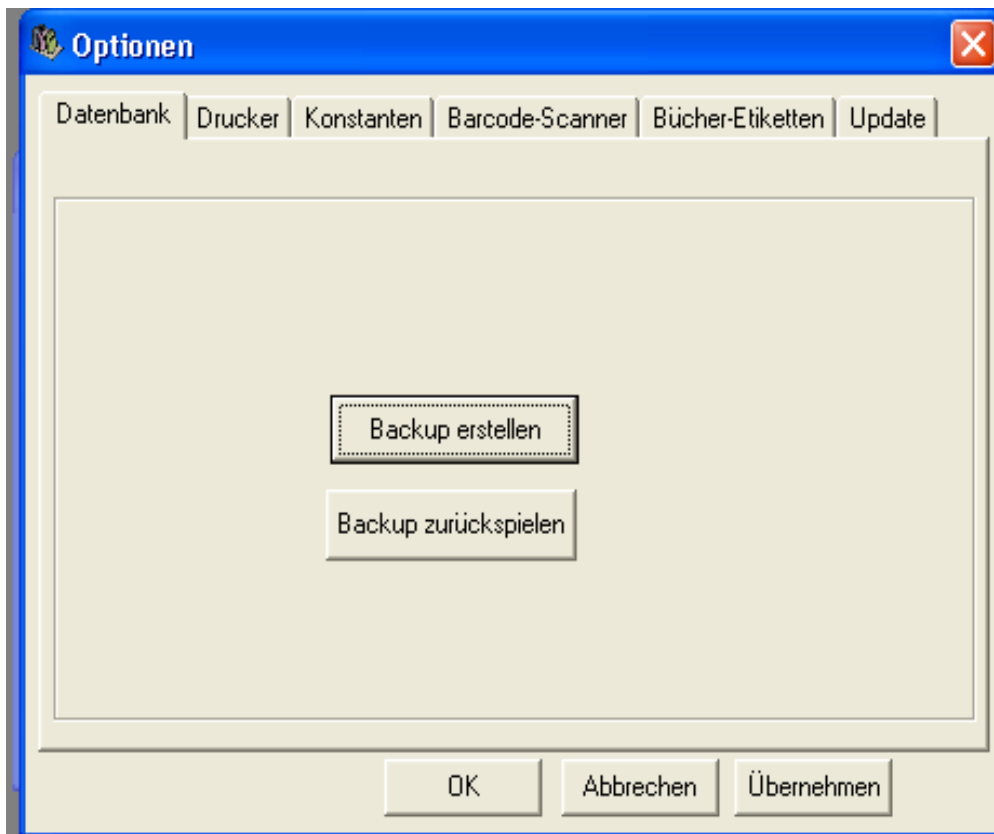 Optionen
Datenbank Drucker Konstanten Barcode-Scanner Bücher-Etiketten Update
Backup erstellen
Backup zurückspielen
OK Abbrechen Übernehmen